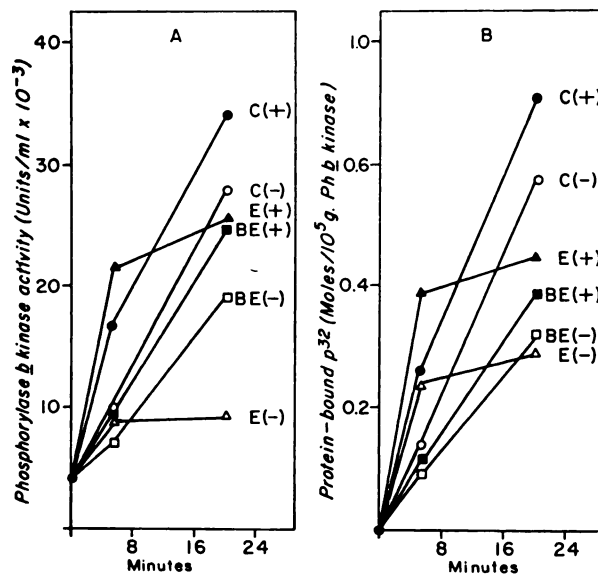 A
Phosphorylase b kinase activity (Units/ml x 10⁻³)
40
30
20
10
C(+)
C(-)
E(+)
BE(+)
BE(-)
E(-)
8 16 24
Minutes
B
Protein-bound p³² (Moles/10⁵g. Ph b kinase)
1.0
0.6
0.4
0.2
C(+)
C(-)
E(+)
BE(+)
BE(-)
E(-)
8 16 24
Minutes